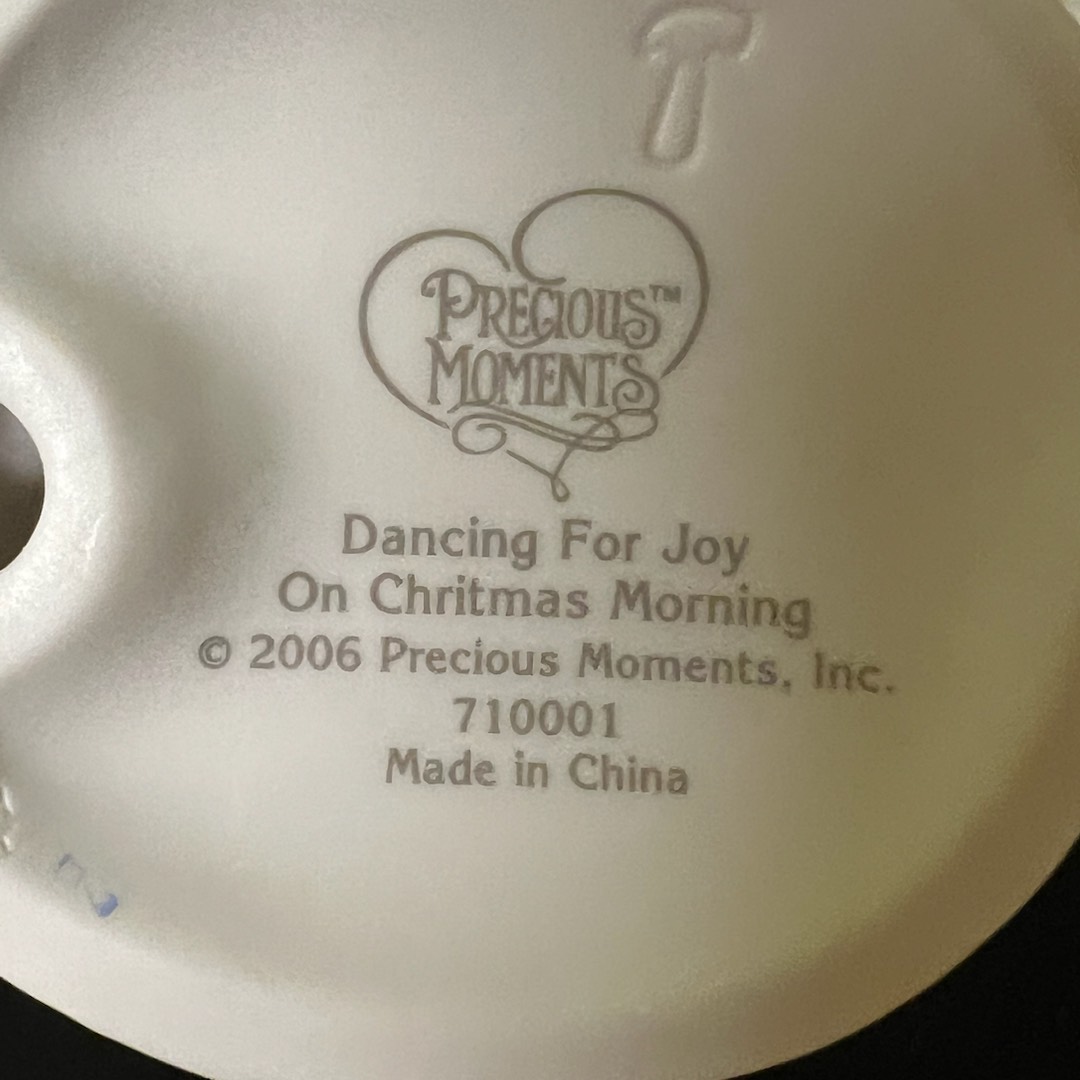 PRECIOUS™
MOMENTS
Dancing For Joy
On Chritmas Morning
© 2006 Precious Moments, Inc.
710001
Made in China